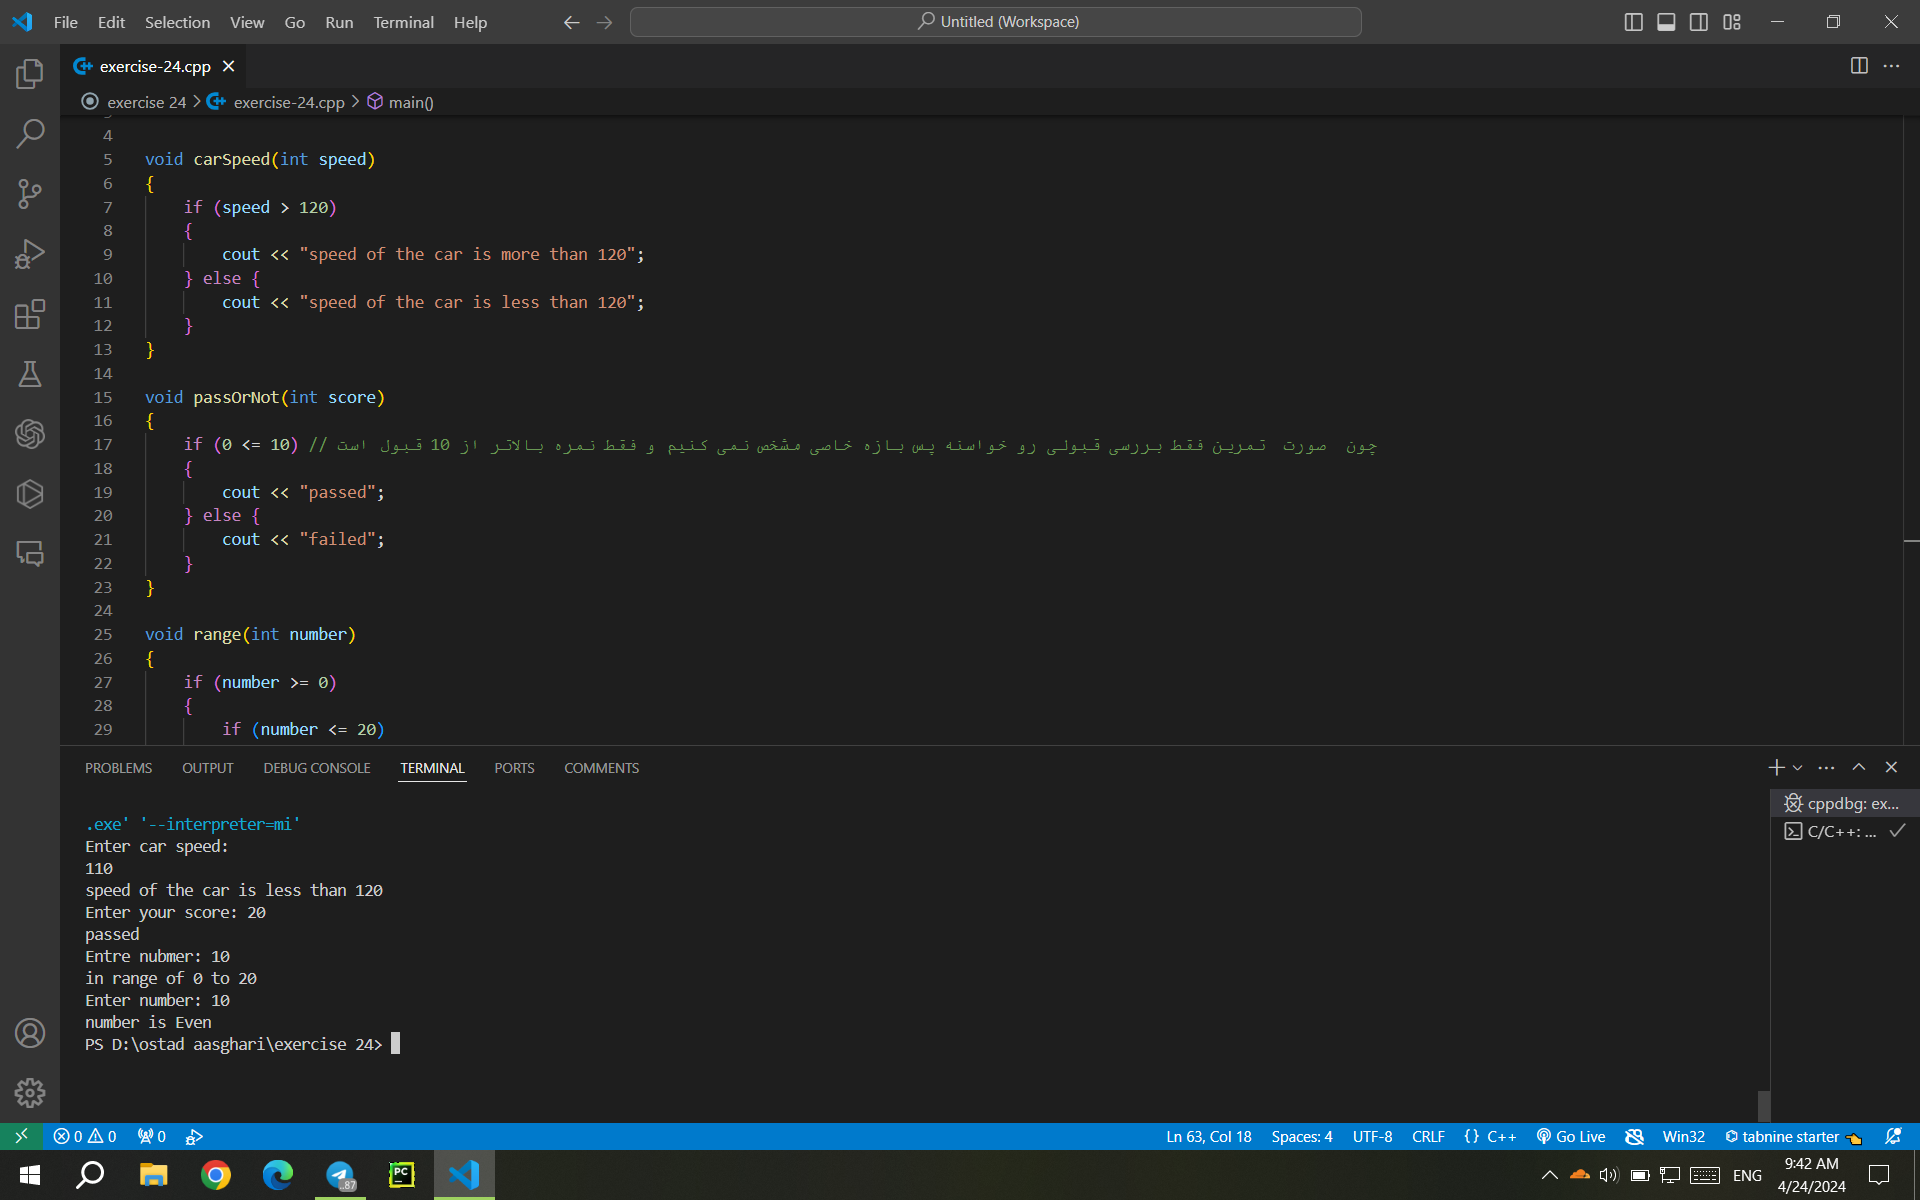 File Edit Selection View Go Run Terminal Help
Untitled (Workspace)
exercise-24.cpp
exercise 24 > exercise-24.cpp > main()
4
5 void carSpeed(int speed)
6 {
7 if (speed > 120)
8 {
9 cout << "speed of the car is more than 120";
10 } else {
11 cout << "speed of the car is less than 120";
12 }
13 }
14
15 void passOrNot(int score)
16 {
17 if (0 <= 10) // چون صورت تمرین فقط بررسی قبولی رو خواسته پس بازه خاصی مشخص نمی کنیم و فقط نمره بالاتر از 10 قبول است
18 {
19 cout << "passed";
20 } else {
21 cout << "failed";
22 }
23 }
24
25 void range(int number)
26 {
27 if (number >= 0)
28 {
29 if (number <= 20)
PROBLEMS OUTPUT DEBUG CONSOLE TERMINAL PORTS COMMENTS
.exe' '--interpreter=mi'
Enter car speed:
110
speed of the car is less than 120
Enter your score: 20
passed
Entre nubmer: 10
in range of 0 to 20
Enter number: 10
number is Even
PS D:\ostad aasghari\exercise 24>
cppdbg: ex...
C/C++: ...
0 0 0
Ln 63, Col 18 Spaces: 4 UTF-8 CRLF {} C++ Go Live Win32 tabnine starter
PC
..87
ENG
9:42 AM
4/24/2024